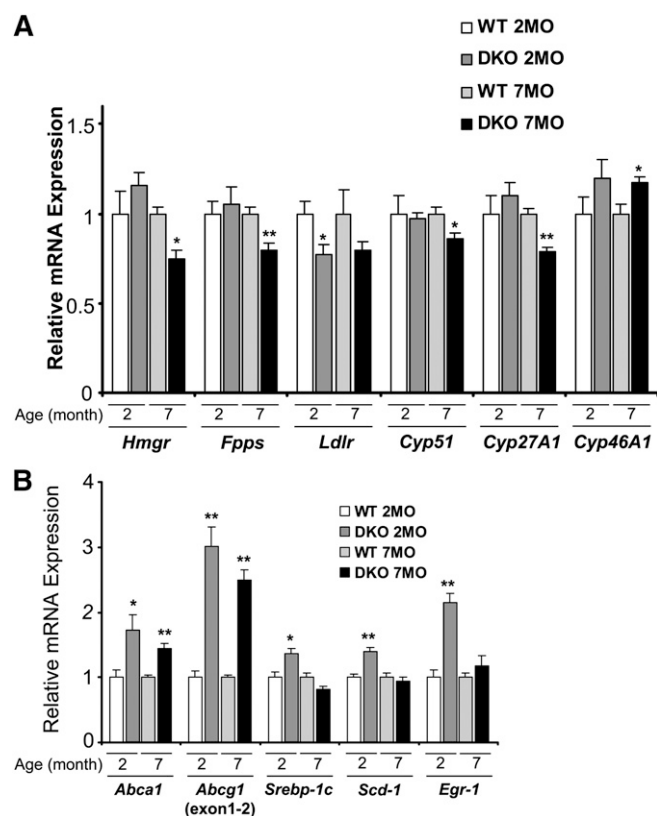 A
WT 2MO
DKO 2MO
WT 7MO
DKO 7MO
Relative mRNA Expression
1.5
1
0.5
0
* ** * * ** *
Age (month) 2 7 2 7 2 7 2 7 2 7 2 7
Hmgr Fpps Ldlr Cyp51 Cyp27A1 Cyp46A1
B
WT 2MO
DKO 2MO
WT 7MO
DKO 7MO
Relative mRNA Expression
4
3
2
1
0
* ** ** ** * ** **
Age (month) 2 7 2 7 2 7 2 7 2 7
Abca1 Abcg1 Srebp-1c Scd-1 Egr-1
(exon1-2)